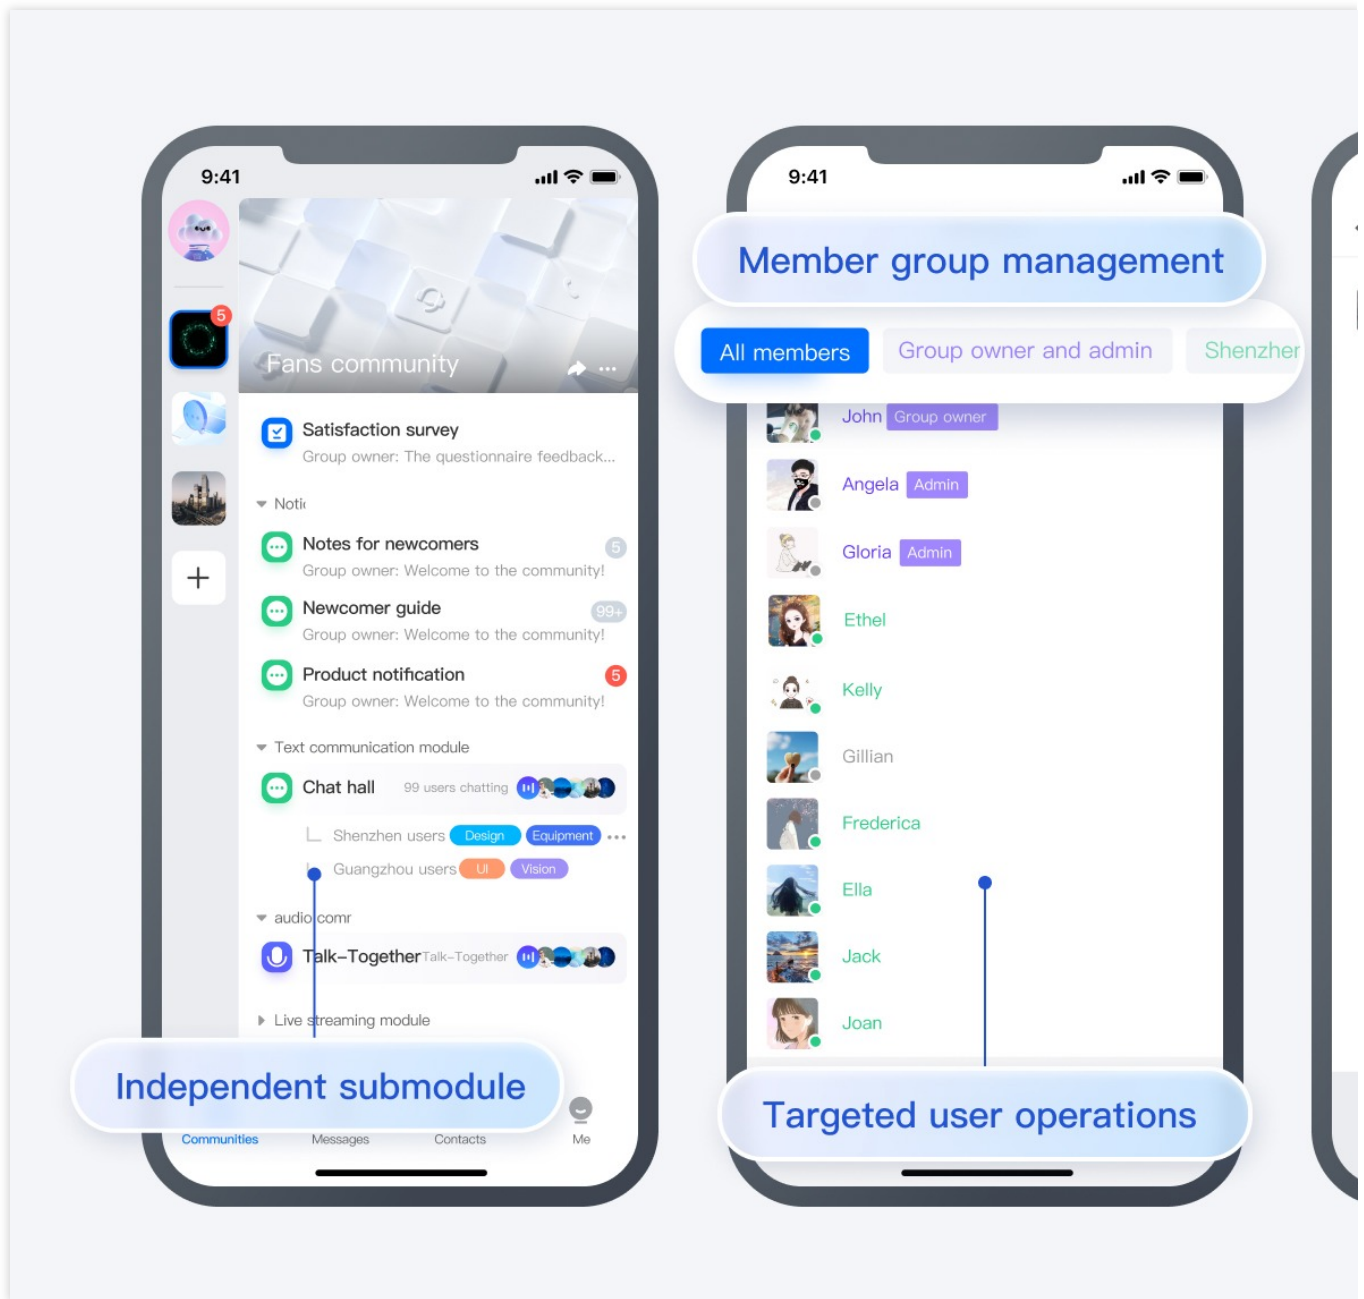 9:41
5
Fans community
Satisfaction survey
Group owner: The questionnaire feedback...
Notic
Notes for newcomers
5
Group owner: Welcome to the community!
Newcomer guide
99+
Group owner: Welcome to the community!
Product notification
5
Group owner: Welcome to the community!
Text communication module
Chat hall 99 users chatting
Shenzhen users Design Equipment
Guangzhou users UI Vision
audio comr
Talk-Together Talk-Together
Live streaming module
Independent submodule
Communities Messages Contacts Me
9:41
Member group management
All members Group owner and admin Shenzhen
John Group owner
Angela Admin
Gloria Admin
Ethel
Kelly
Gillian
Frederica
Ella
Jack
Joan
Targeted user operations